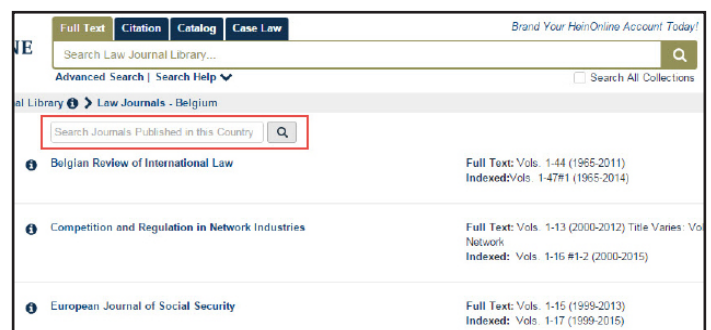 Full Text Citation Catalog Case Law
Brand Your HeinOnline Account Today!
NE
Search Law Journal Library...
Advanced Search | Search Help
Search All Collections
al Library > Law Journals - Belgium
Search Journals Published in this Country
Belgian Review of International Law
Full Text: Vols. 1-44 (1965-2011)
Indexed:Vols. 1-47#1 (1965-2014)
Competition and Regulation in Network Industries
Full Text: Vols. 1-13 (2000-2012) Title Varies: Vol
Network
Indexed: Vols. 1-16 #1-2 (2000-2015)
European Journal of Social Security
Full Text: Vols. 1-15 (1999-2013)
Indexed: Vols. 1-17 (1999-2015)